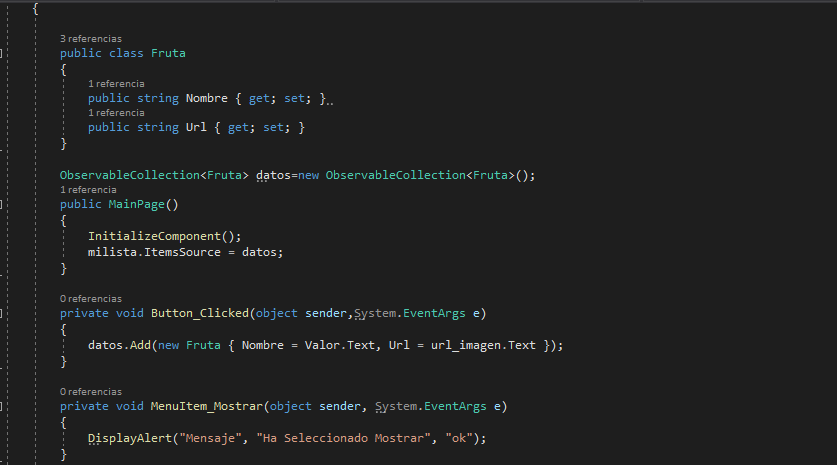 {
3 referencias
public class Fruta
{
1 referencia
public string Nombre { get; set; }
1 referencia
public string Url { get; set; }
}
ObservableCollection<Fruta> datos=new ObservableCollection<Fruta>();
1 referencia
public MainPage()
{
InitializeComponent();
milista.ItemsSource = datos;
}
0 referencias
private void Button_Clicked(object sender,System.EventArgs e)
{
datos.Add(new Fruta { Nombre = Valor.Text, Url = url_imagen.Text });
}
0 referencias
private void MenuItem_Mostrar(object sender, System.EventArgs e)
{
DisplayAlert("Mensaje", "Ha Seleccionado Mostrar", "ok");
}